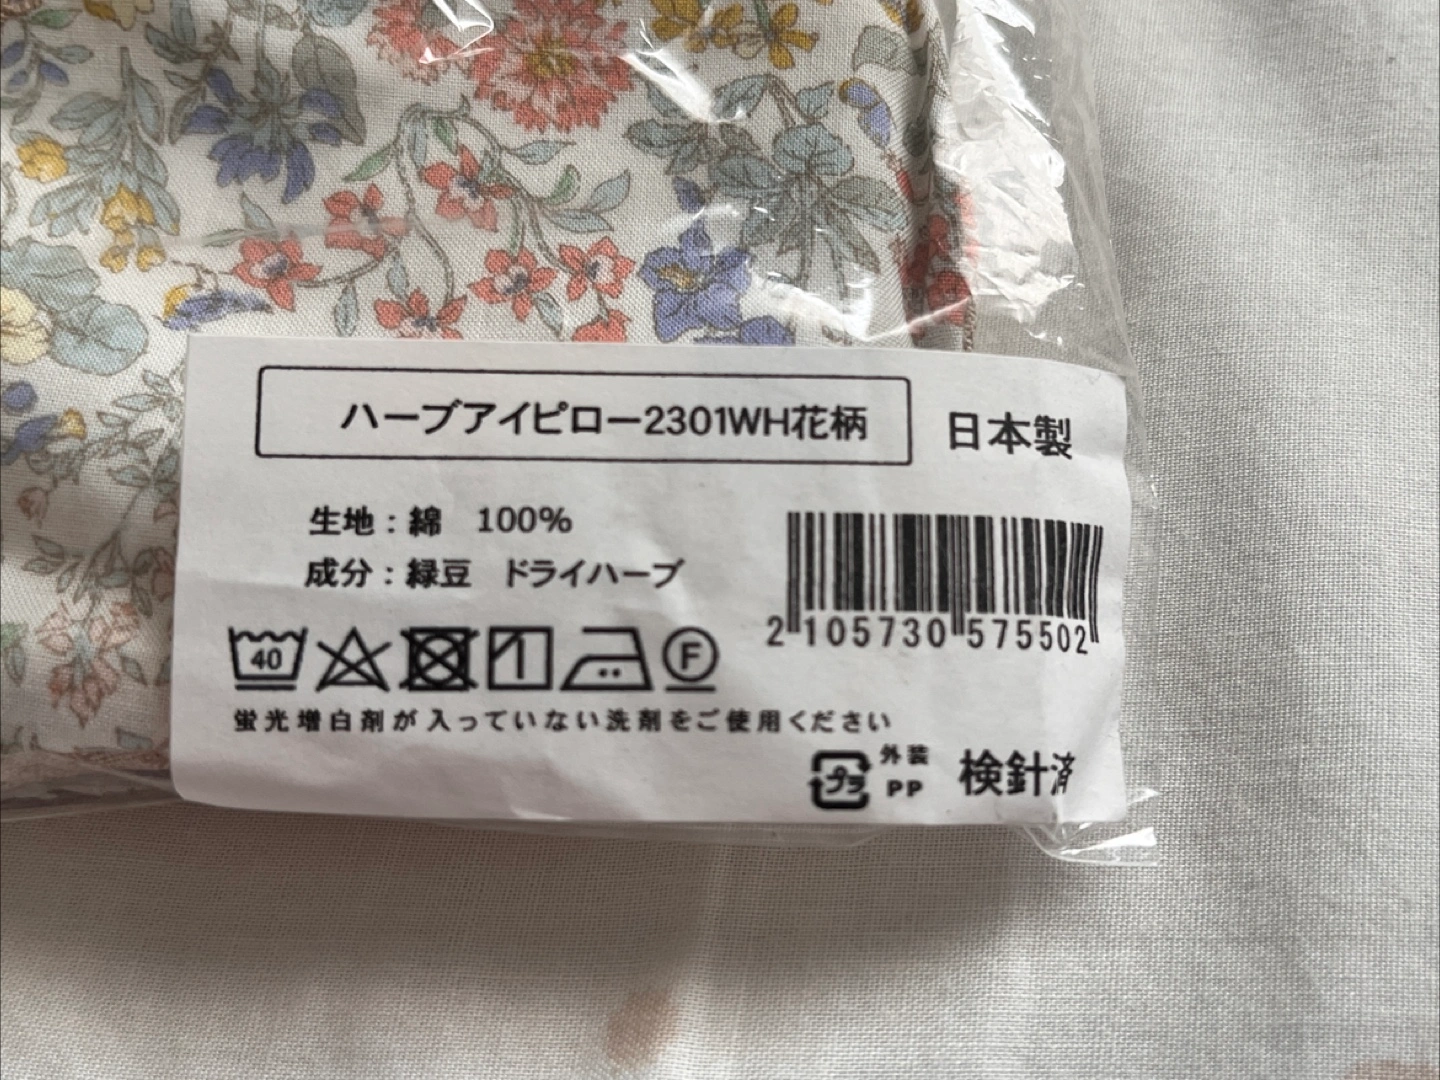 ハーブアイピロー2301WH花柄
日本製
生地：綿　100%
成分：緑豆　ドライハーブ
2 105730 575502
40
F
蛍光増白剤が入っていない洗剤をご使用ください
プラ
外装
PP
検針済